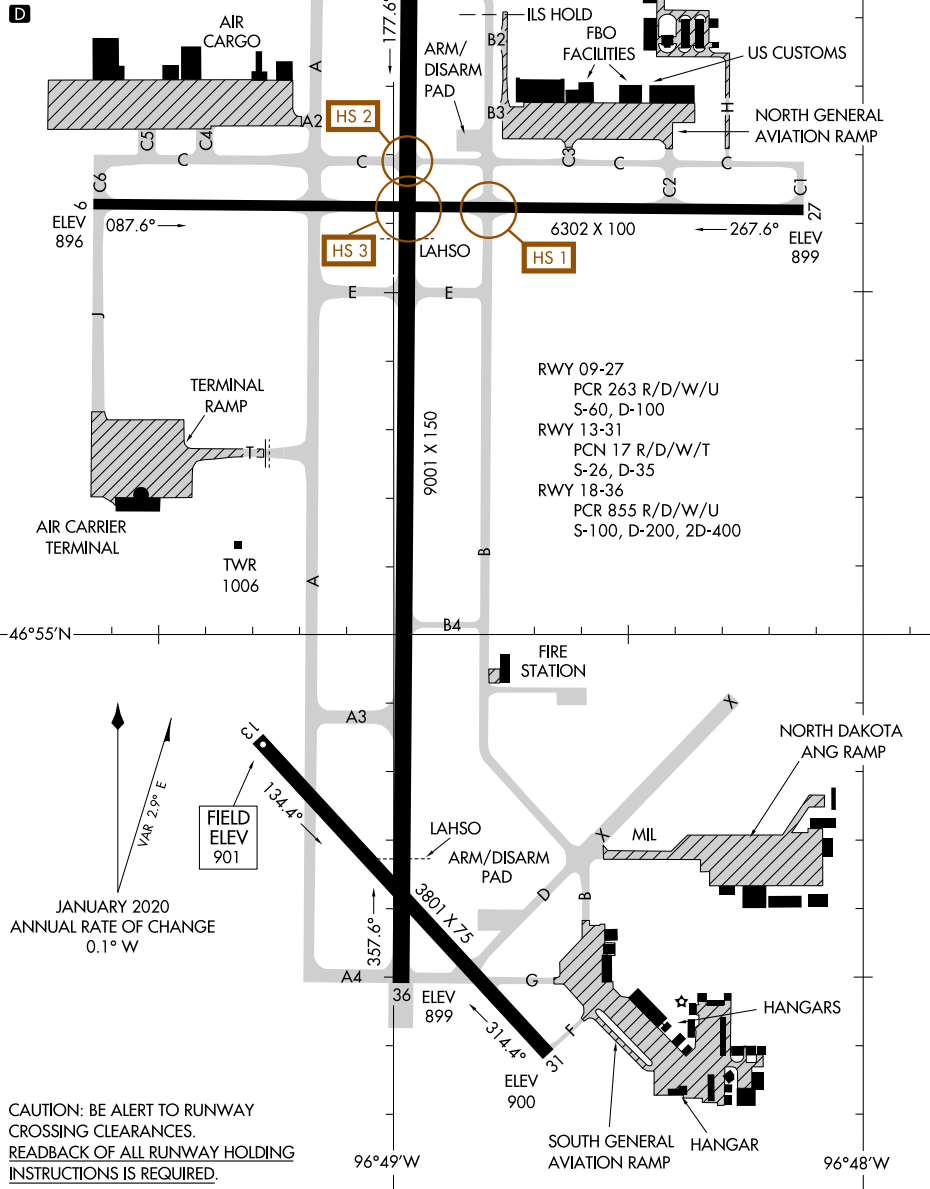 D
AIR
CARGO
A
177.6°
ILS HOLD
B2
FBO
FACILITIES
US CUSTOMS
ARM/
DISARM
PAD
B3
H
NORTH GENERAL
AVIATION RAMP
A2
HS 2
C5
C4
C
C
C3
C
C
C6
C2
C1
6
ELEV
896
087.6°
6302 X 100
267.6°
27
ELEV
899
HS 3
LAHSO
HS 1
E
E
J
TERMINAL
RAMP
T
9001 X 150
RWY 09-27
PCR 263 R/D/W/U
S-60, D-100
RWY 13-31
PCN 17 R/D/W/T
S-26, D-35
RWY 18-36
PCR 855 R/D/W/U
S-100, D-200, 2D-400
AIR CARRIER
TERMINAL
TWR
1006
A
B
46°55'N
B4
FIRE
STATION
A3
X
13
VAR 2.9° E
134.4°
NORTH DAKOTA
ANG RAMP
FIELD
ELEV
901
LAHSO
X
MIL
ARM/DISARM
PAD
3801 X 75
D
B
JANUARY 2020
ANNUAL RATE OF CHANGE
0.1° W
357.6°
A4
G
36
ELEV
899
HANGARS
314.4°
F
31
ELEV
900
CAUTION: BE ALERT TO RUNWAY
CROSSING CLEARANCES.
READBACK OF ALL RUNWAY HOLDING
INSTRUCTIONS IS REQUIRED.
SOUTH GENERAL
AVIATION RAMP
HANGAR
96°49'W
96°48'W